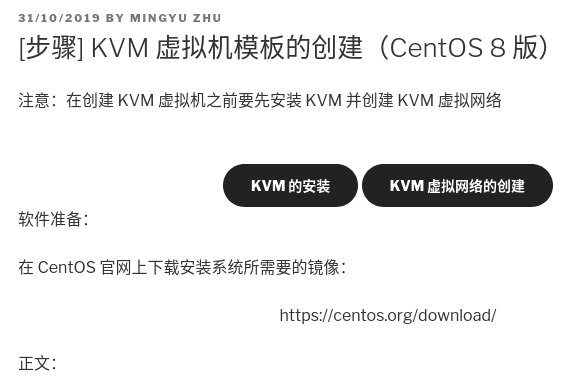 31/10/2019 BY MINGYU ZHU
[步骤] KVM 虚拟机模板的创建（CentOS 8 版）
注意：在创建 KVM 虚拟机之前要先安装 KVM 并创建 KVM 虚拟网络
KVM 的安装 KVM 虚拟网络的创建
软件准备：
在 CentOS 官网上下载安装系统所需要的镜像：
https://centos.org/download/
正文：